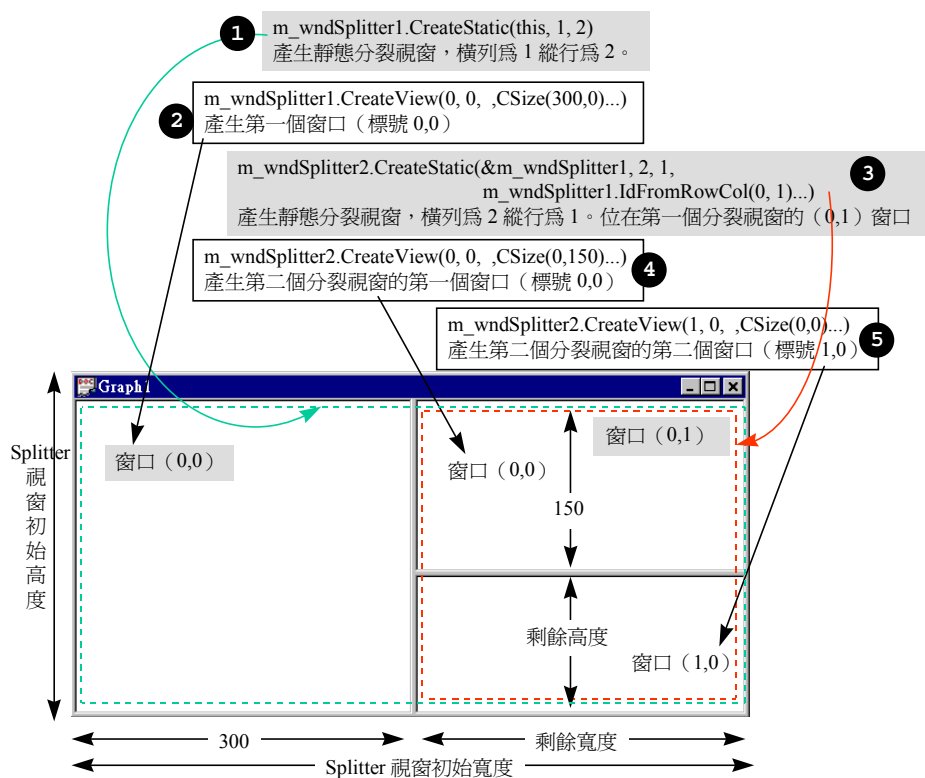 1
m_wndSplitter1.CreateStatic(this, 1, 2)
產生靜態分裂視窗，橫列為 1 縱行為 2。
2
m_wndSplitter1.CreateView(0, 0,  ,CSize(300,0)...)
產生第一個窗口（標號 0,0）
3
m_wndSplitter2.CreateStatic(&m_wndSplitter1, 2, 1,
m_wndSplitter1.IdFromRowCol(0, 1)...)
產生靜態分裂視窗，橫列為 2 縱行為 1。位在第一個分裂視窗的（0,1）窗口
m_wndSplitter2.CreateView(0, 0,  ,CSize(0,150)...)
4
產生第二個分裂視窗的第一個窗口（標號 0,0）
m_wndSplitter2.CreateView(1, 0,  ,CSize(0,0)...)
5
產生第二個分裂視窗的第二個窗口（標號 1,0）
Graph1
Splitter
視窗初始高度
窗口（0,0）
窗口（0,1）
窗口（0,0）
150
剩餘高度
窗口（1,0）
300
剩餘寬度
Splitter 視窗初始寬度